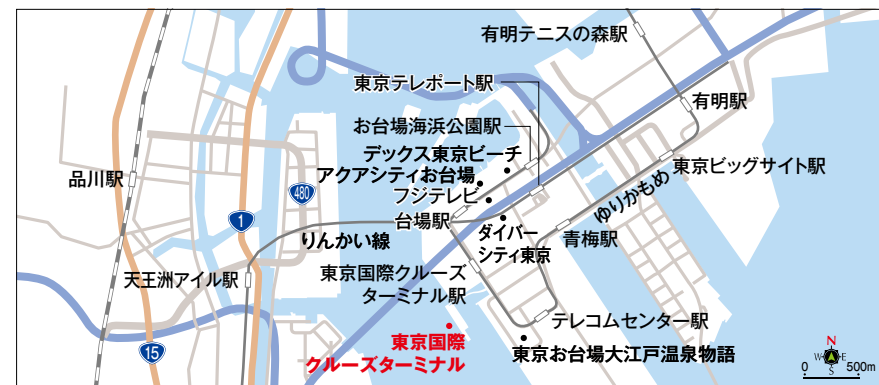 有明テニスの森駅
東京テレポート駅
有明駅
お台場海浜公園駅
デックス東京ビーチ
東京ビッグサイト駅
アクアシティお台場
品川駅
480
フジテレビ
ゆりかもめ
1
台場駅
りんかい線
ダイバー
シティ東京
青梅駅
天王洲アイル駅
東京国際クルーズ
ターミナル駅
テレコムセンター駅
東京国際
クルーズターミナル
15
東京お台場大江戸温泉物語
N
W
E
S
0 500m